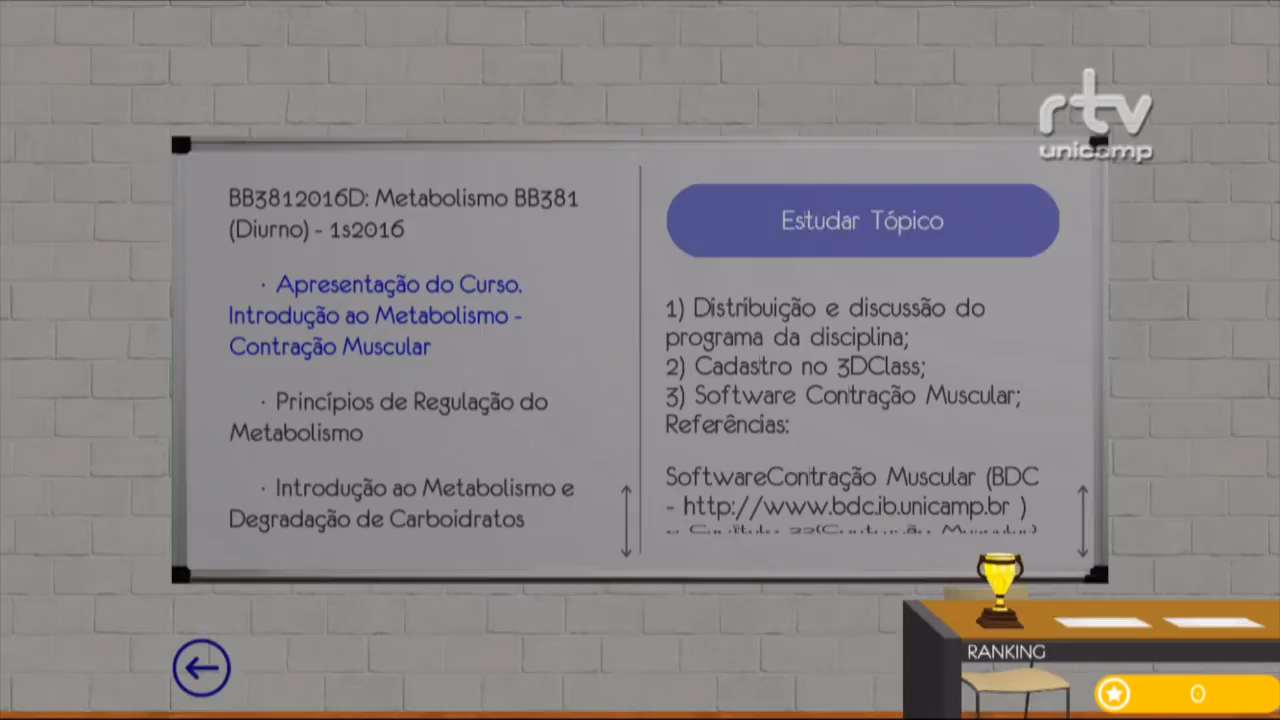 rtv
unicamp
BB3812016D: Metabolismo BB381
(Diurno) - 1s2016
· Apresentação do Curso.
Introdução ao Metabolismo -
Contração Muscular
· Princípios de Regulação do
Metabolismo
· Introdução ao Metabolismo e
Degradação de Carboidratos
Estudar Tópico
1) Distribuição e discussão do
programa da disciplina;
2) Cadastro no 3DClass;
3) Software Contração Muscular;
Referências:
SoftwareContração Muscular (BDC
- http://www.bdc.ib.unicamp.br )
RANKING
0